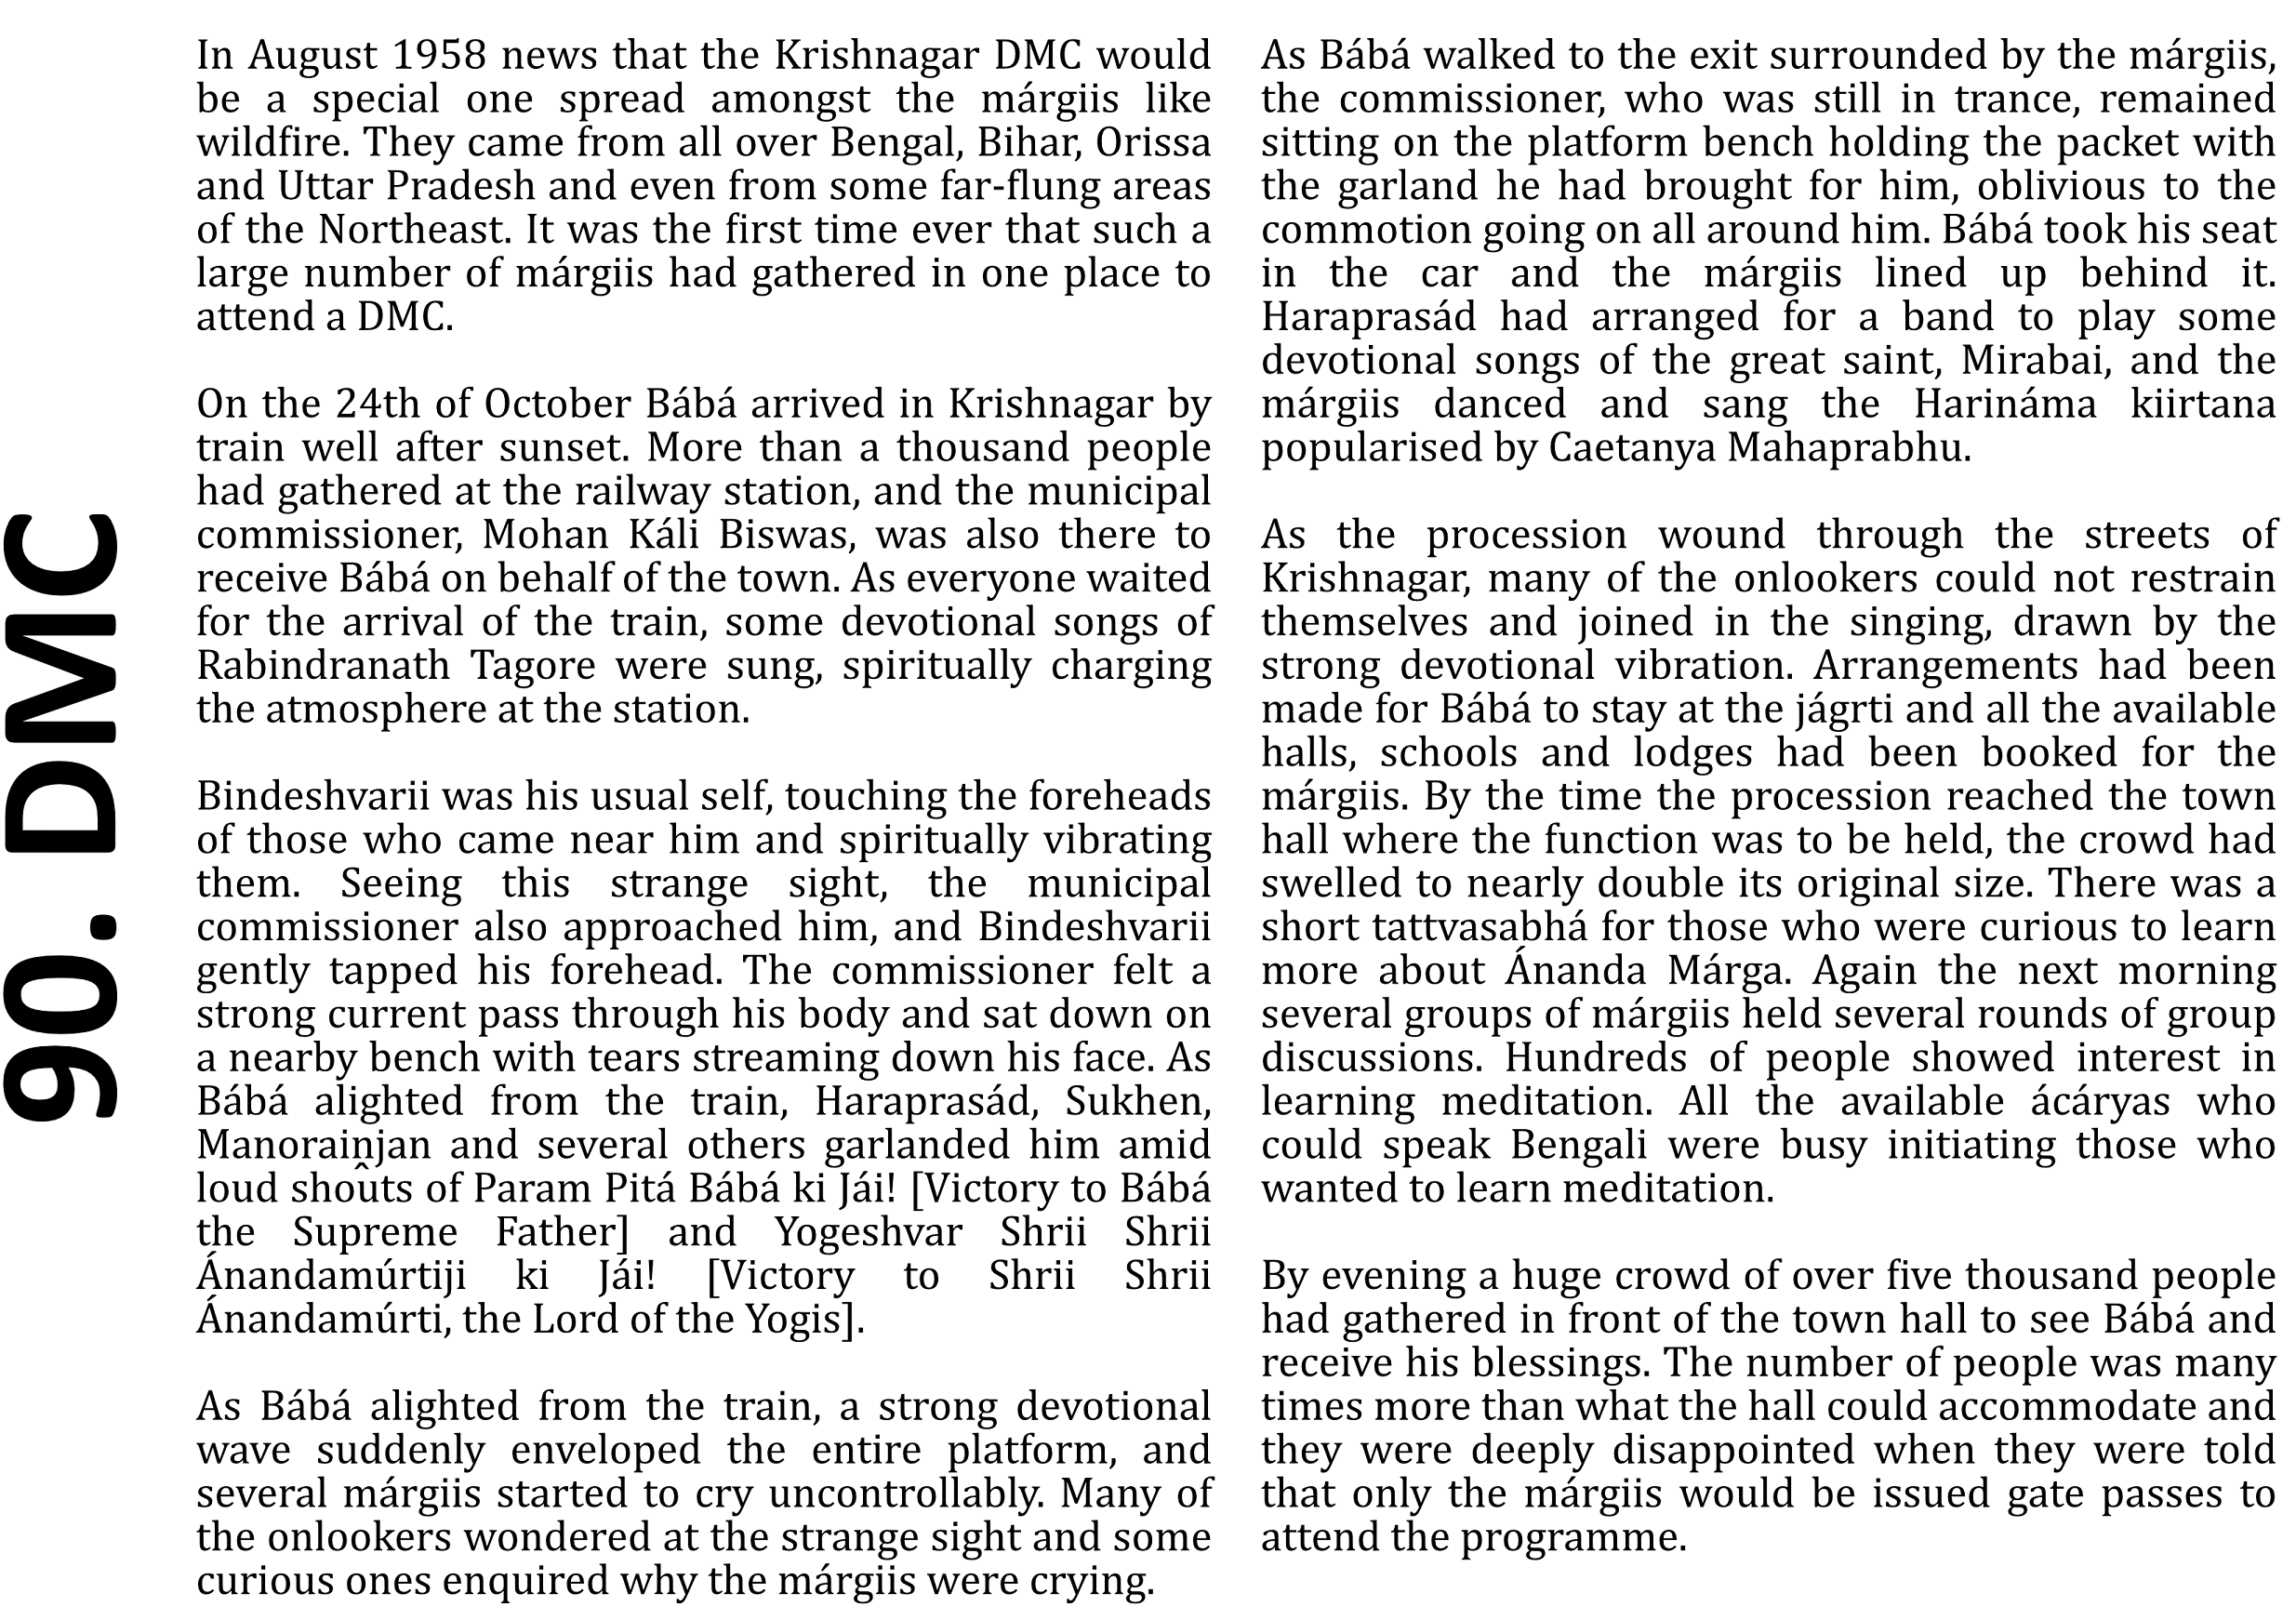 90. DMC
In August 1958 news that the Krishnagar DMC would
be a special one spread amongst the márgiis like
wildfire. They came from all over Bengal, Bihar, Orissa
and Uttar Pradesh and even from some far-flung areas
of the Northeast. It was the first time ever that such a
large number of márgiis had gathered in one place to
attend a DMC.
On the 24th of October Bábá arrived in Krishnagar by
train well after sunset. More than a thousand people
had gathered at the railway station, and the municipal
commissioner, Mohan Káli Biswas, was also there to
receive Bábá on behalf of the town. As everyone waited
for the arrival of the train, some devotional songs of
Rabindranath Tagore were sung, spiritually charging
the atmosphere at the station.
Bindeshvarii was his usual self, touching the foreheads
of those who came near him and spiritually vibrating
them. Seeing this strange sight, the municipal
commissioner also approached him, and Bindeshvarii
gently tapped his forehead. The commissioner felt a
strong current pass through his body and sat down on
a nearby bench with tears streaming down his face. As
Bábá alighted from the train, Haraprasád, Sukhen,
Manoraiṋjan and several others garlanded him amid
loud shouts of Param Pitá Bábá ki Jái! [Victory to Bábá
the Supreme Father] and Yogeshvar Shrii Shrii
Ánandamúrtiji ki Jái! [Victory to Shrii Shrii
Ánandamúrti, the Lord of the Yogis].
As Bábá alighted from the train, a strong devotional
wave suddenly enveloped the entire platform, and
several márgiis started to cry uncontrollably. Many of
the onlookers wondered at the strange sight and some
curious ones enquired why the márgiis were crying.
As Bábá walked to the exit surrounded by the márgiis,
the commissioner, who was still in trance, remained
sitting on the platform bench holding the packet with
the garland he had brought for him, oblivious to the
commotion going on all around him. Bábá took his seat
in the car and the márgiis lined up behind it.
Haraprasád had arranged for a band to play some
devotional songs of the great saint, Mirabai, and the
márgiis danced and sang the Harináma kiirtana
popularised by Caetanya Mahaprabhu.
As the procession wound through the streets of
Krishnagar, many of the onlookers could not restrain
themselves and joined in the singing, drawn by the
strong devotional vibration. Arrangements had been
made for Bábá to stay at the jágrti and all the available
halls, schools and lodges had been booked for the
márgiis. By the time the procession reached the town
hall where the function was to be held, the crowd had
swelled to nearly double its original size. There was a
short tattvasabhá for those who were curious to learn
more about Ánanda Márga. Again the next morning
several groups of márgiis held several rounds of group
discussions. Hundreds of people showed interest in
learning meditation. All the available ácáryas who
could speak Bengali were busy initiating those who
wanted to learn meditation.
By evening a huge crowd of over five thousand people
had gathered in front of the town hall to see Bábá and
receive his blessings. The number of people was many
times more than what the hall could accommodate and
they were deeply disappointed when they were told
that only the márgiis would be issued gate passes to
attend the programme.